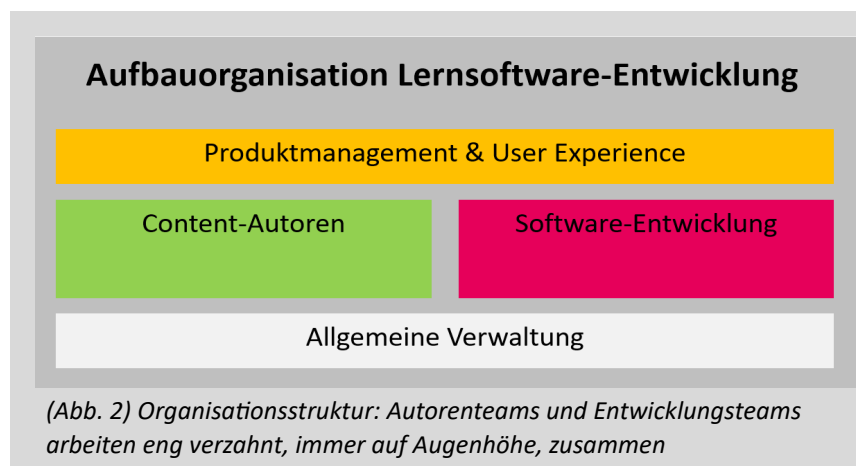 Aufbauorganisation Lernsoftware-Entwicklung
Produktmanagement & User Experience
Content-Autoren
Software-Entwicklung
Allgemeine Verwaltung
(Abb. 2) Organisationsstruktur: Autorenteams und Entwicklungsteams
arbeiten eng verzahnt, immer auf Augenhöhe, zusammen